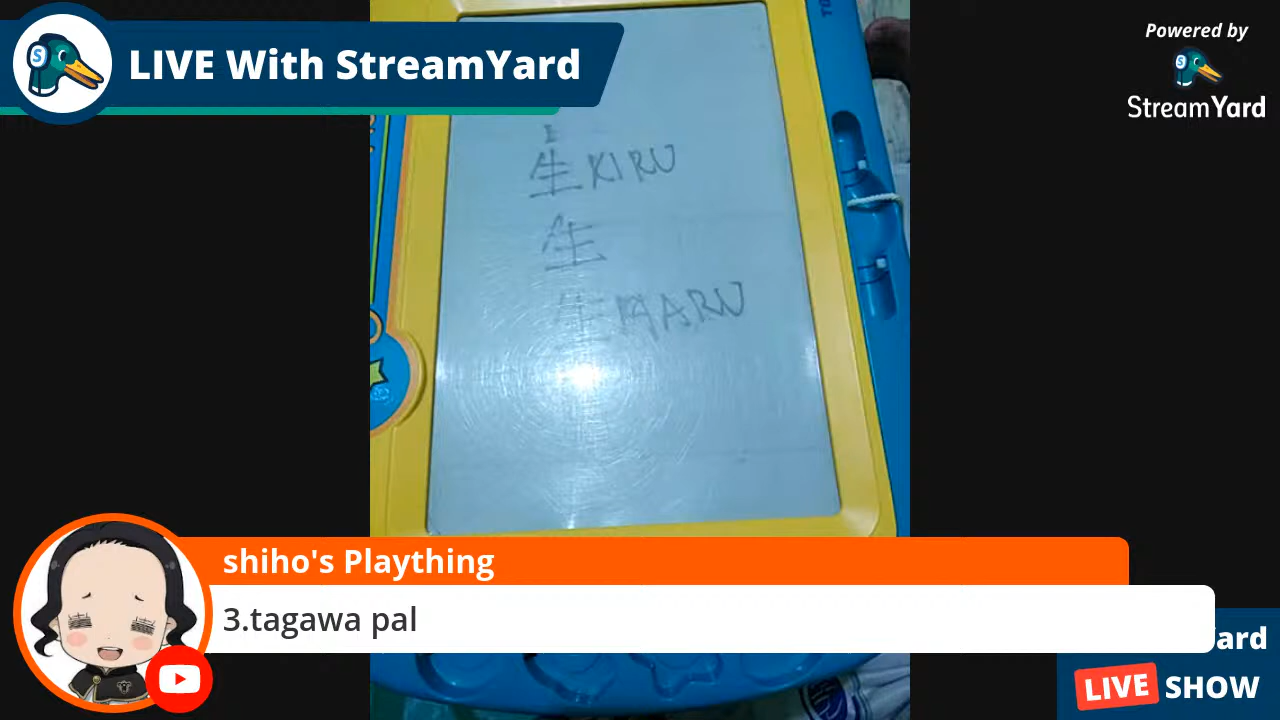 LIVE With StreamYard
Powered by
StreamYard
I
生KIRU
生
生MARU
shiho's Plaything
3.tagawa pal
ard
LIVE SHOW